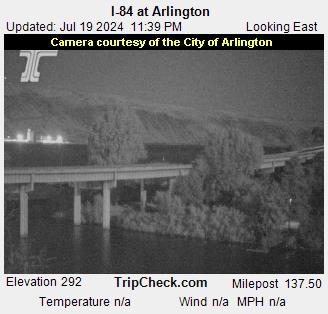 I-84 at Arlington
Updated: Jul 19 2024 11:39 PM Looking East
Camera courtesy of the City of Arlington
Elevation 292 TripCheck.com Milepost 137.50
Temperature n/a Wind n/a MPH n/a